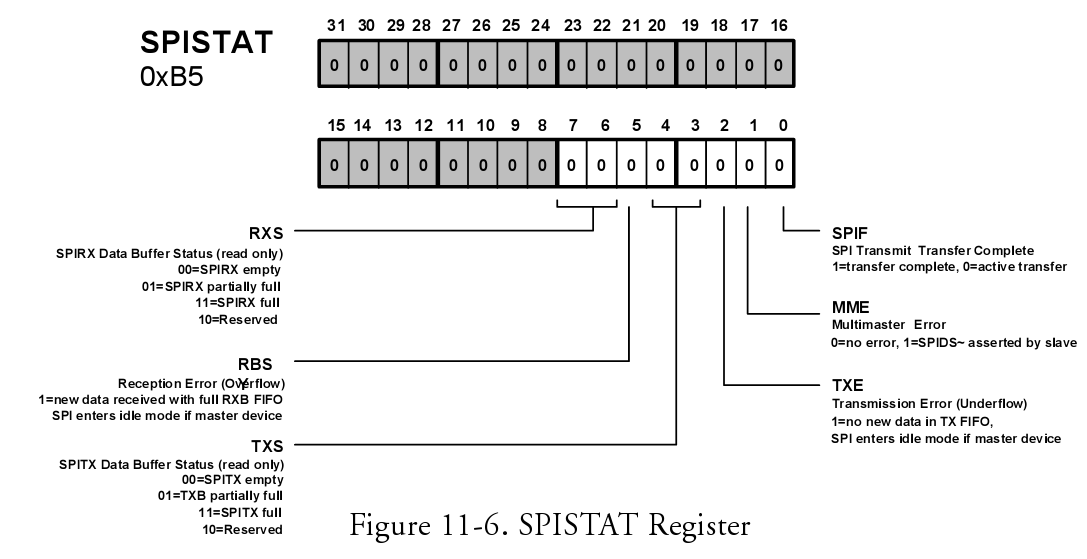 SPISTAT
0xB5
31 30 29 28 27 26 25 24 23 22 21 20 19 18 17 16
0 0 0 0 0 0 0 0 0 0 0 0 0 0 0 0
15 14 13 12 11 10 9 8 7 6 5 4 3 2 1 0
0 0 0 0 0 0 0 0 0 0 0 0 0 0 0 0
RXS
SPIRX Data Buffer Status (read only)
00=SPIRX empty
01=SPIRX partially full
11=SPIRX full
10=Reserved
RBSY
Reception Error (Overflow)
1=new data received with full RXB FIFO
SPI enters idle mode if master device
TXS
SPITX Data Buffer Status (read only)
00=SPITX empty
01=TXB partially full
11=SPITX full
10=Reserved
SPIF
SPI Transmit Transfer Complete
1=transfer complete, 0=active transfer
MME
Multimaster Error
0=no error, 1=SPIDS~ asserted by slave
TXE
Transmission Error (Underflow)
1=no new data in TX FIFO,
SPI enters idle mode if master device
Figure 11-6. SPISTAT Register